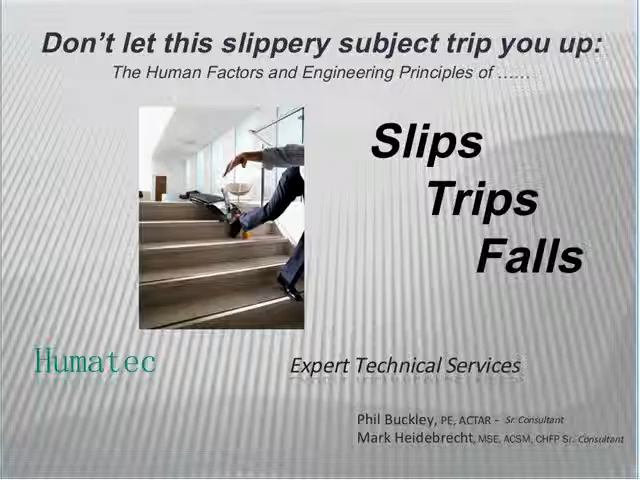 Don't let this slippery subject trip you up:
The Human Factors and Engineering Principles of ……
Slips
Trips
Falls
Humatec
Expert Technical Services
Phil Buckley, PE, ACTAR – Sr. Consultant
Mark Heidebrecht, MSE, ACSM, CHFP Sr. Consultant